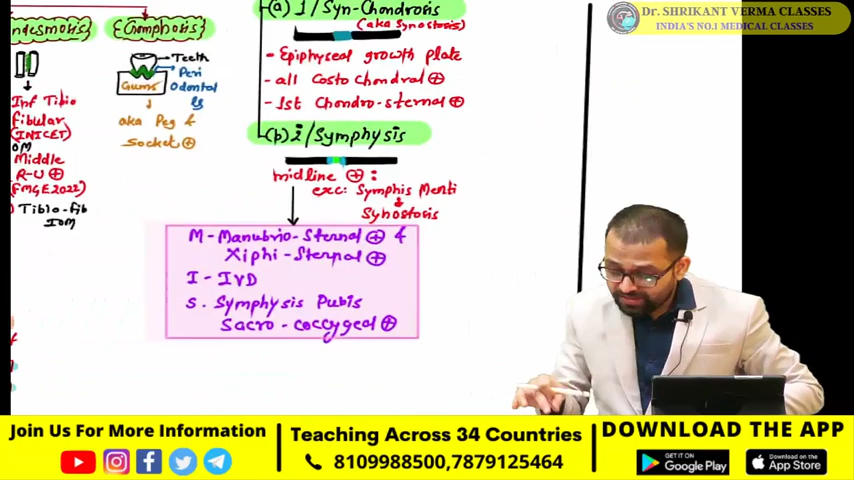 ndesmosis
Gomphosis
Teeth
Peri
Odontal
lg
Gums
aka Peg &
Socket ⊕
Inf Tibio
Fibular
(INICET)
OM
Middle
R-U ⊕
(FMGE2022)
Tibio-fib
IOM
(a) 1/Syn-Chondrosis
(aka Synostosis)
- Epiphyseal growth plate
- all Costo Chondral ⊕
- 1st Chondro-sternal ⊕
(b) 2/Symphysis
midline ⊕ :
exc: Symphis Menti
&
Synostosis
M-Manubrio-Sternal ⊕ &
Xiphi-Sternal ⊕
I - IVD
S. Symphysis Pubis
Sacro-coccygeal ⊕
Dr. SHRIKANT VERMA CLASSES
INDIA'S NO.1 MEDICAL CLASSES
Join Us For More Information
Teaching Across 34 Countries
8109988500,7879125464
DOWNLOAD THE APP
GET IT ON
Google Play
Download on the
App Store